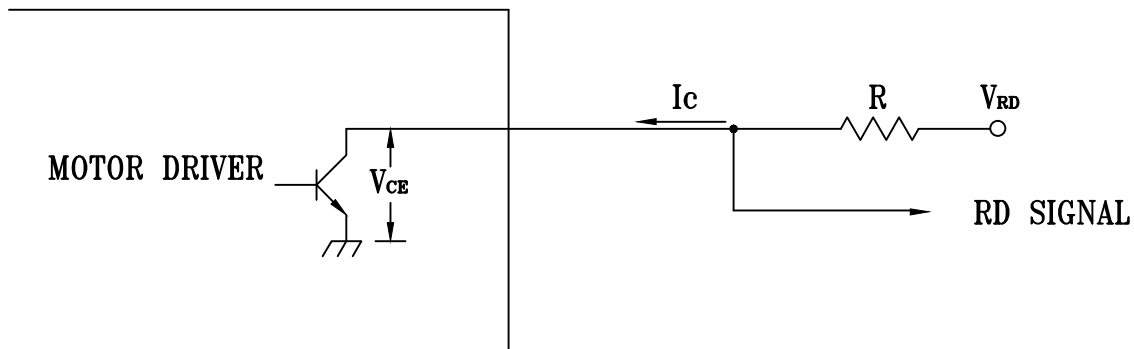 Ic
R
VRD
MOTOR DRIVER
VCE
RD SIGNAL